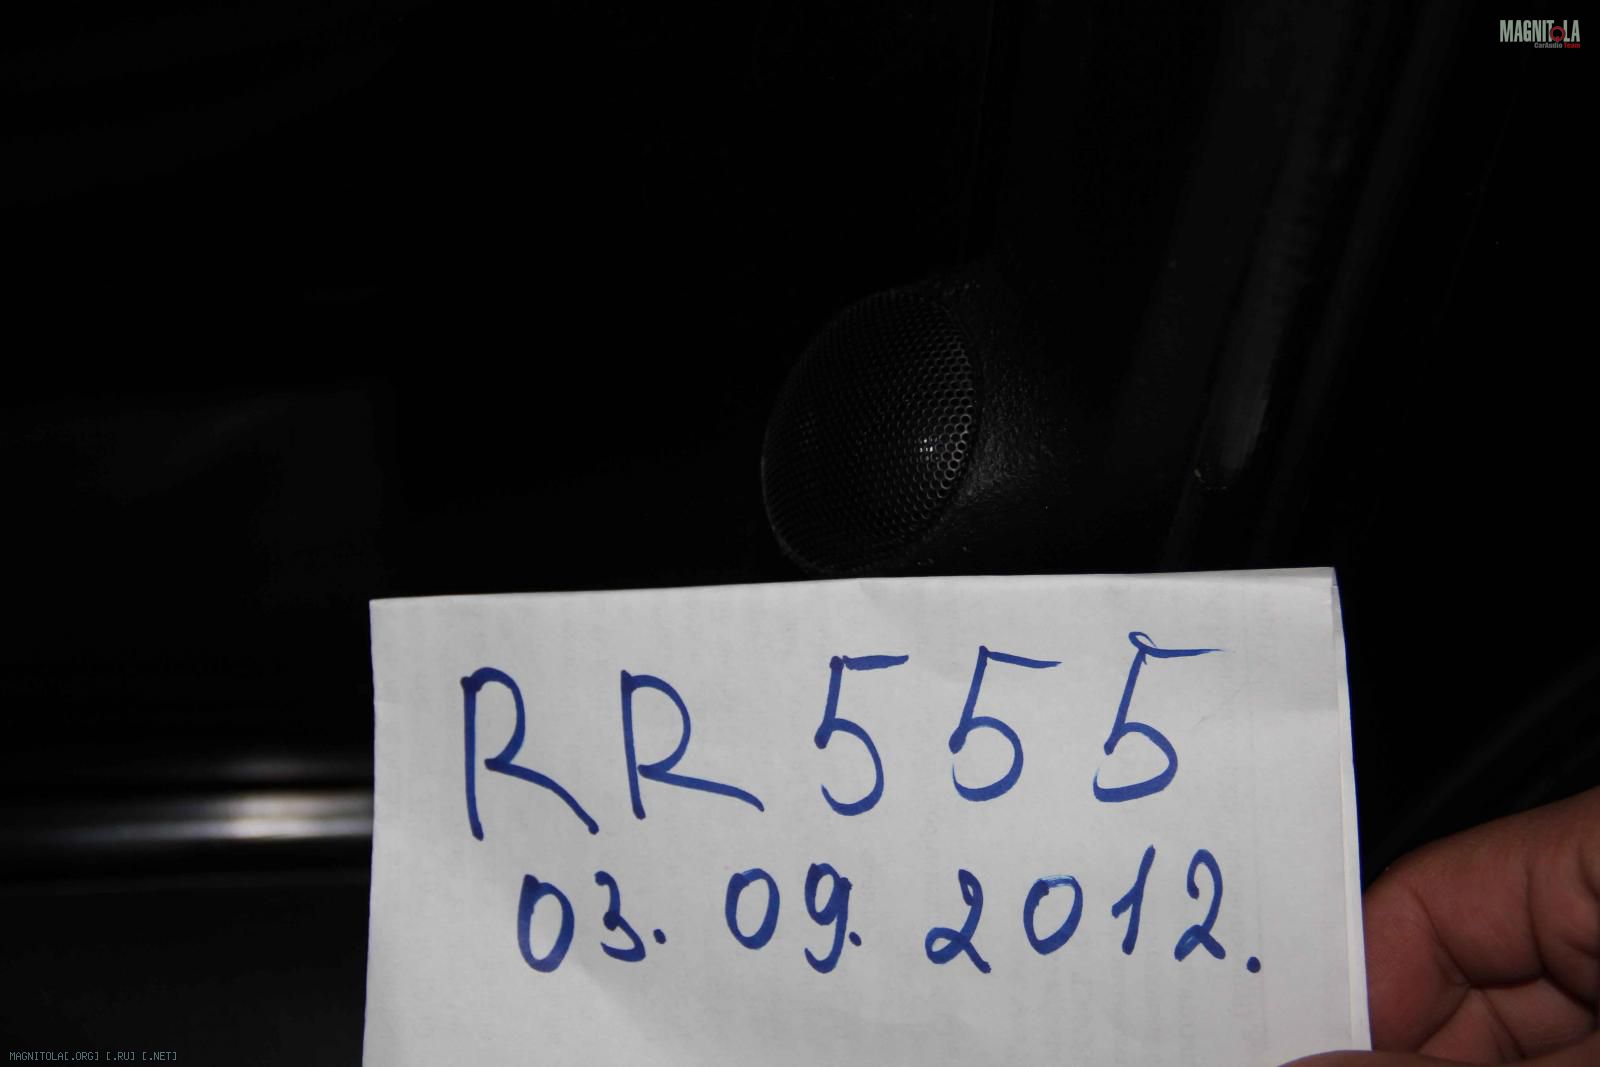 MAGNITOLA
CarAudio Team
RR555
03.09.2012.
MAGNITOLA[.ORG] [.RU] [.NET]